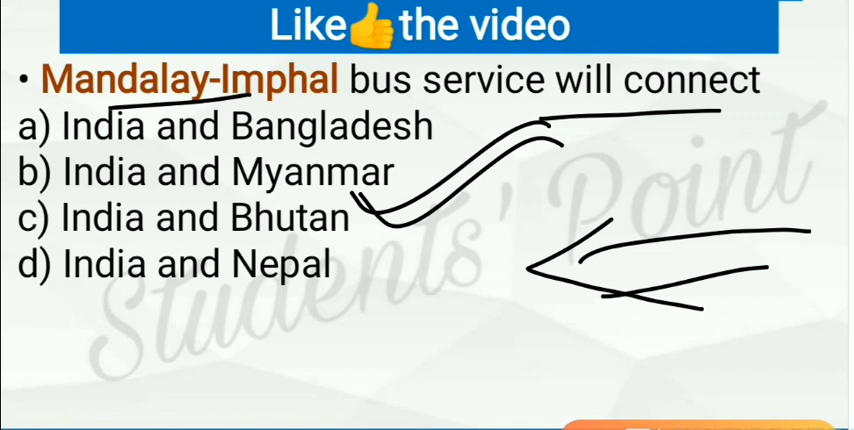 Like👍the video
• Mandalay-Imphal bus service will connect
a) India and Bangladesh
b) India and Myanmar
c) India and Bhutan
d) India and Nepal
Students' Point